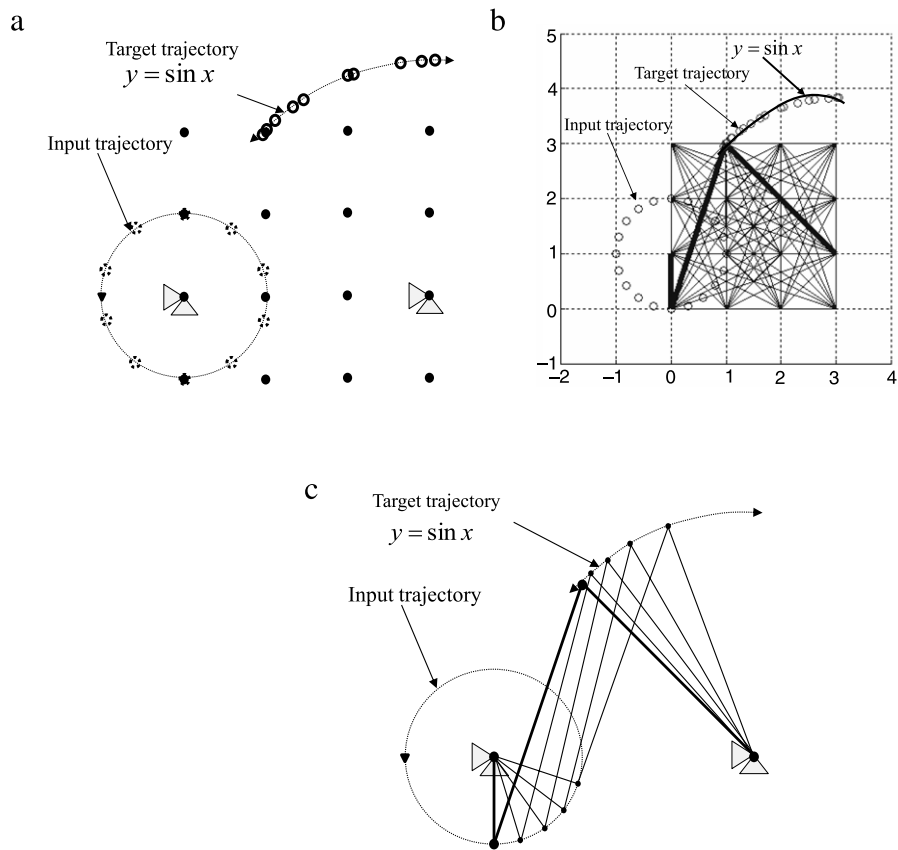 a
Target trajectory
y = sin x
Input trajectory
b
5
4
3
2
1
0
−1
−2
−1
0
1
2
3
4
y = sin x
Target trajectory
Input trajectory
c
Target trajectory
y = sin x
Input trajectory